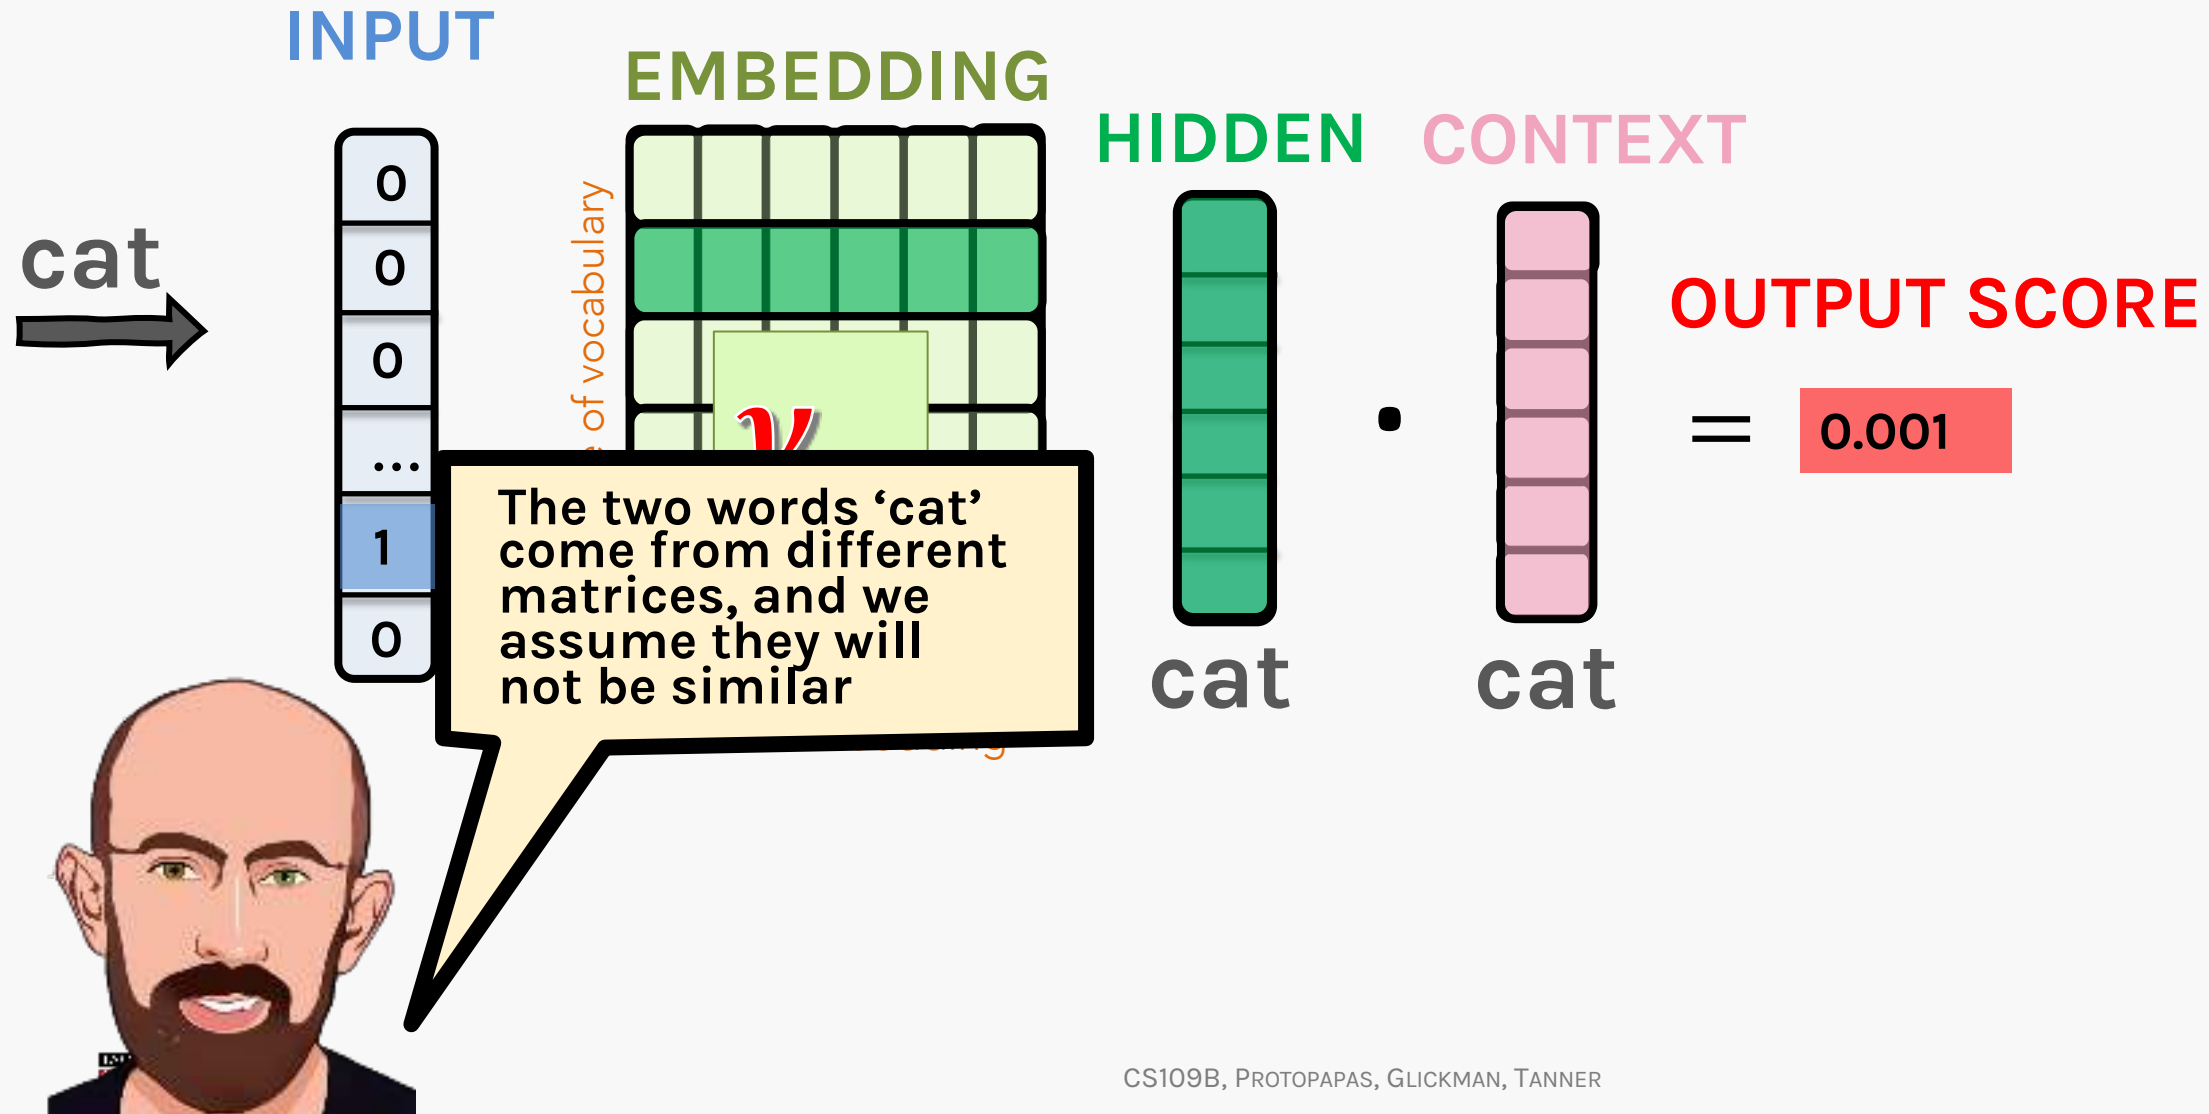 INPUT
EMBEDDING
HIDDEN
CONTEXT
cat
0
0
0
...
1
0
of vocabulary
V
OUTPUT SCORE
.
=
0.001
The two words ‘cat’
come from different
matrices, and we
assume they will
not be similar
cat
cat
CS109B, PROTOPAPAS, GLICKMAN, TANNER